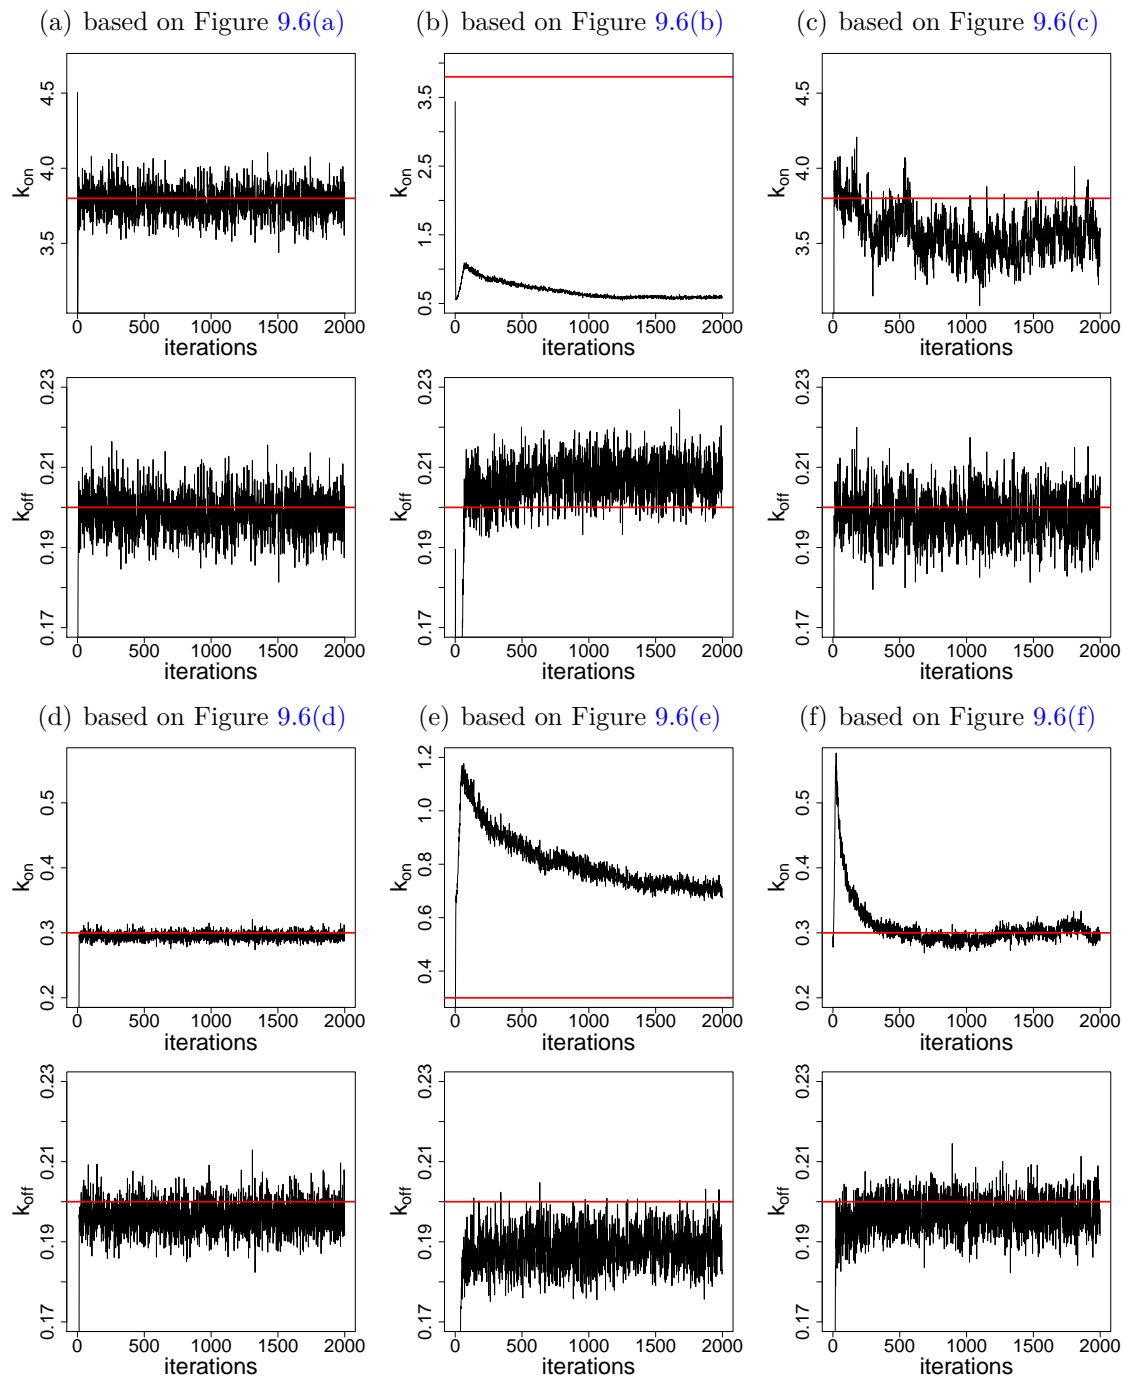 (a) based on Figure 9.6(a)
(b) based on Figure 9.6(b)
(c) based on Figure 9.6(c)
kon
3.5 4.0 4.5
0 500 1000 1500 2000
iterations
kon
0.5 1.5 2.5 3.5
0 500 1000 1500 2000
iterations
kon
3.5 4.0 4.5
0 500 1000 1500 2000
iterations
koff
0.17 0.19 0.21 0.23
0 500 1000 1500 2000
iterations
koff
0.17 0.19 0.21 0.23
0 500 1000 1500 2000
iterations
koff
0.17 0.19 0.21 0.23
0 500 1000 1500 2000
iterations
(d) based on Figure 9.6(d)
(e) based on Figure 9.6(e)
(f) based on Figure 9.6(f)
kon
0.2 0.3 0.4 0.5
0 500 1000 1500 2000
iterations
kon
0.4 0.6 0.8 1.0 1.2
0 500 1000 1500 2000
iterations
kon
0.2 0.3 0.4 0.5
0 500 1000 1500 2000
iterations
koff
0.17 0.19 0.21 0.23
0 500 1000 1500 2000
iterations
koff
0.17 0.19 0.21 0.23
0 500 1000 1500 2000
iterations
koff
0.17 0.19 0.21 0.23
0 500 1000 1500 2000
iterations